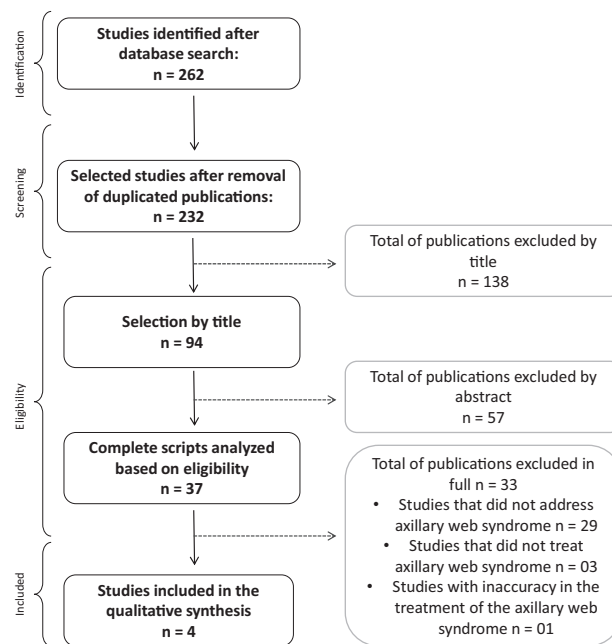 Identification
Studies identified after
database search:
n = 262
Screening
Selected studies after removal
of duplicated publications:
n = 232
Total of publications excluded by
title
n = 138
Eligibility
Selection by title
n = 94
Total of publications excluded by
abstract
n = 57
Complete scripts analyzed
based on eligibility
n = 37
Total of publications excluded in
full n = 33
• Studies that did not address
axillary web syndrome n = 29
• Studies that did not treat
axillary web syndrome n = 03
• Studies with inaccuracy in
the treatment of the axillary web
syndrome n = 01
Included
Studies included in the
qualitative synthesis
n = 4